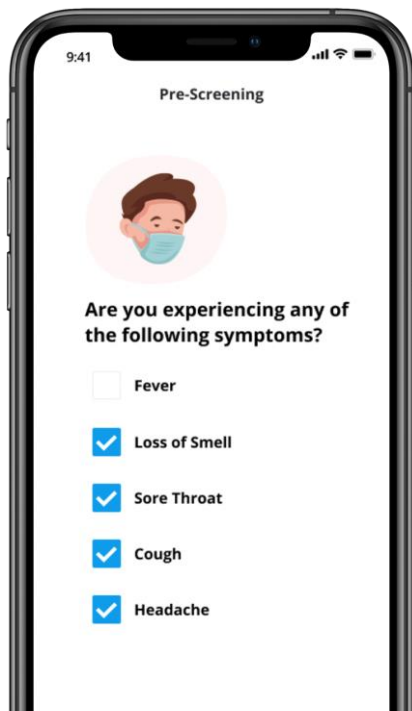 9:41
Pre-Screening
Are you experiencing any of
the following symptoms?
Fever
Loss of Smell
Sore Throat
Cough
Headache